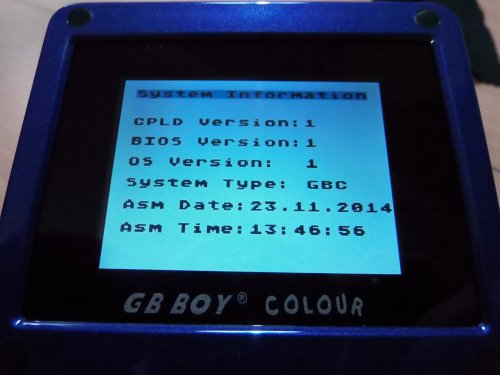 System Information
CPLD Version: 1
BIOS Version: 1
OS Version: 1
System Type: GBC
Asm Date: 23.11.2014
Asm Time: 13:46:56
GB BOY® COLOUR